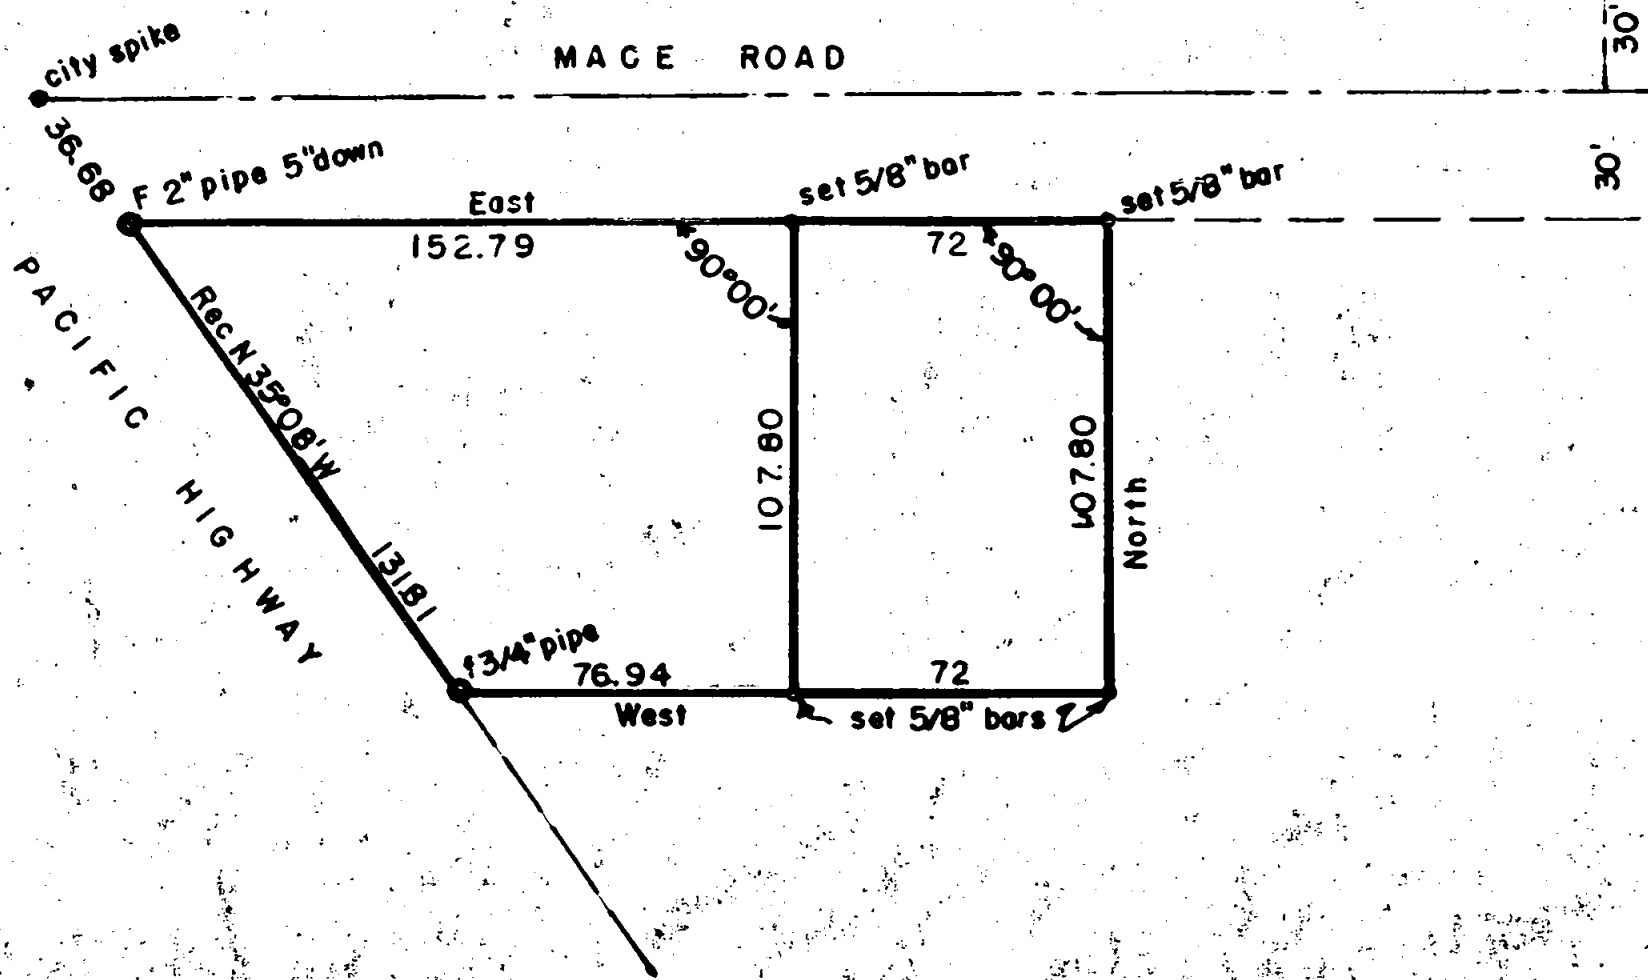 30'
city spike
MACE ROAD
36.68
F 2" pipe 5" down
set 5/8" bar
set 5/8" bar
30'
East
152.79
72
90°00'
90°00'
PACIFIC HIGHWAY
Rec N 35°08' W
131.81
107.80
107.80
North
f 3/4" pipe
76.94
72
West
set 5/8" bars